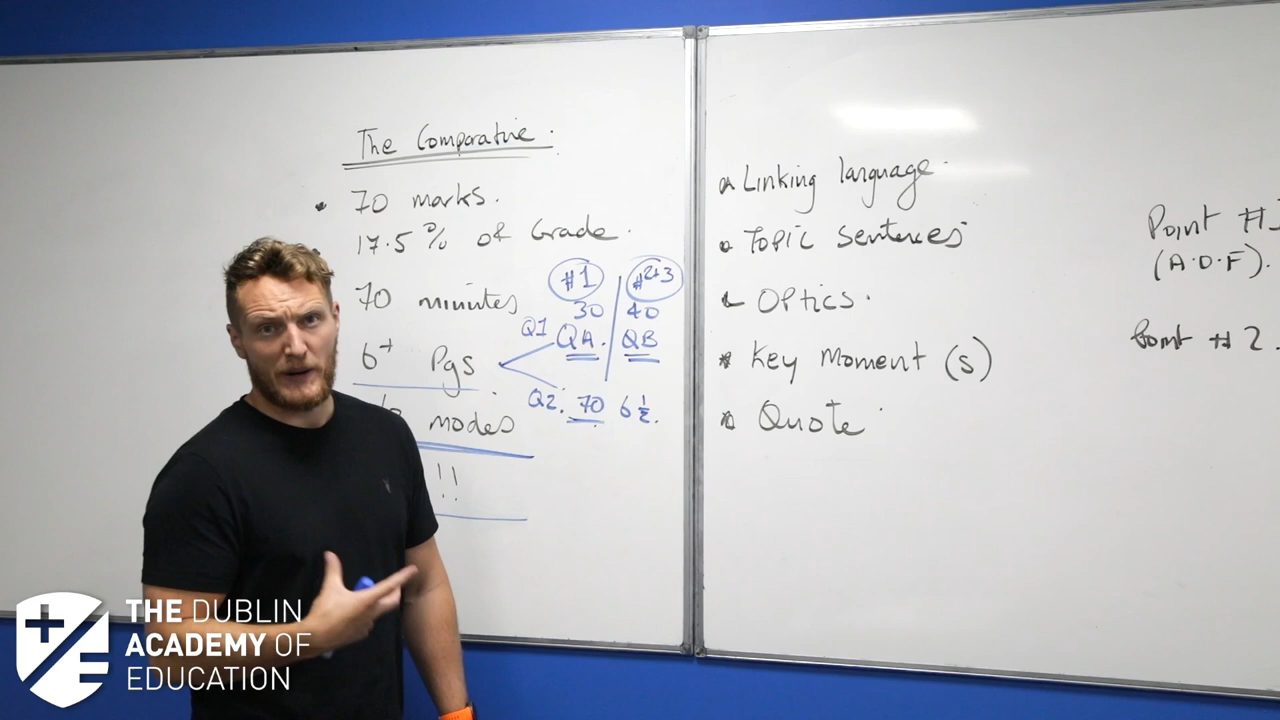 The Comparative.
70 marks.
17.5% of Grade.
70 minutes
6+ Pgs
modes
!!
#1
#2+3
30
40
Q1
QA.
QB
Q2.
70
6 1/2.
Linking language.
Topic sentences
Optics.
Key Moment (s)
Quote
Point #
(A.O.F).
Point #2.
THE DUBLIN
ACADEMY OF
EDUCATION